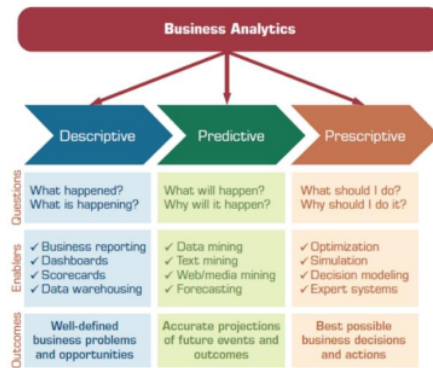 Business Analytics
Descriptive
Predictive
Prescriptive
Questions
What happened?
What is happening?
What will happen?
Why will it happen?
What should I do?
Why should I do it?
Enablers
✓ Business reporting
✓ Dashboards
✓ Scorecards
✓ Data warehousing
✓ Data mining
✓ Text mining
✓ Web/media mining
✓ Forecasting
✓ Optimization
✓ Simulation
✓ Decision modeling
✓ Expert systems
Outcomes
Well-defined
business problems
and opportunities
Accurate projections
of future events and
outcomes
Best possible
business decisions
and actions